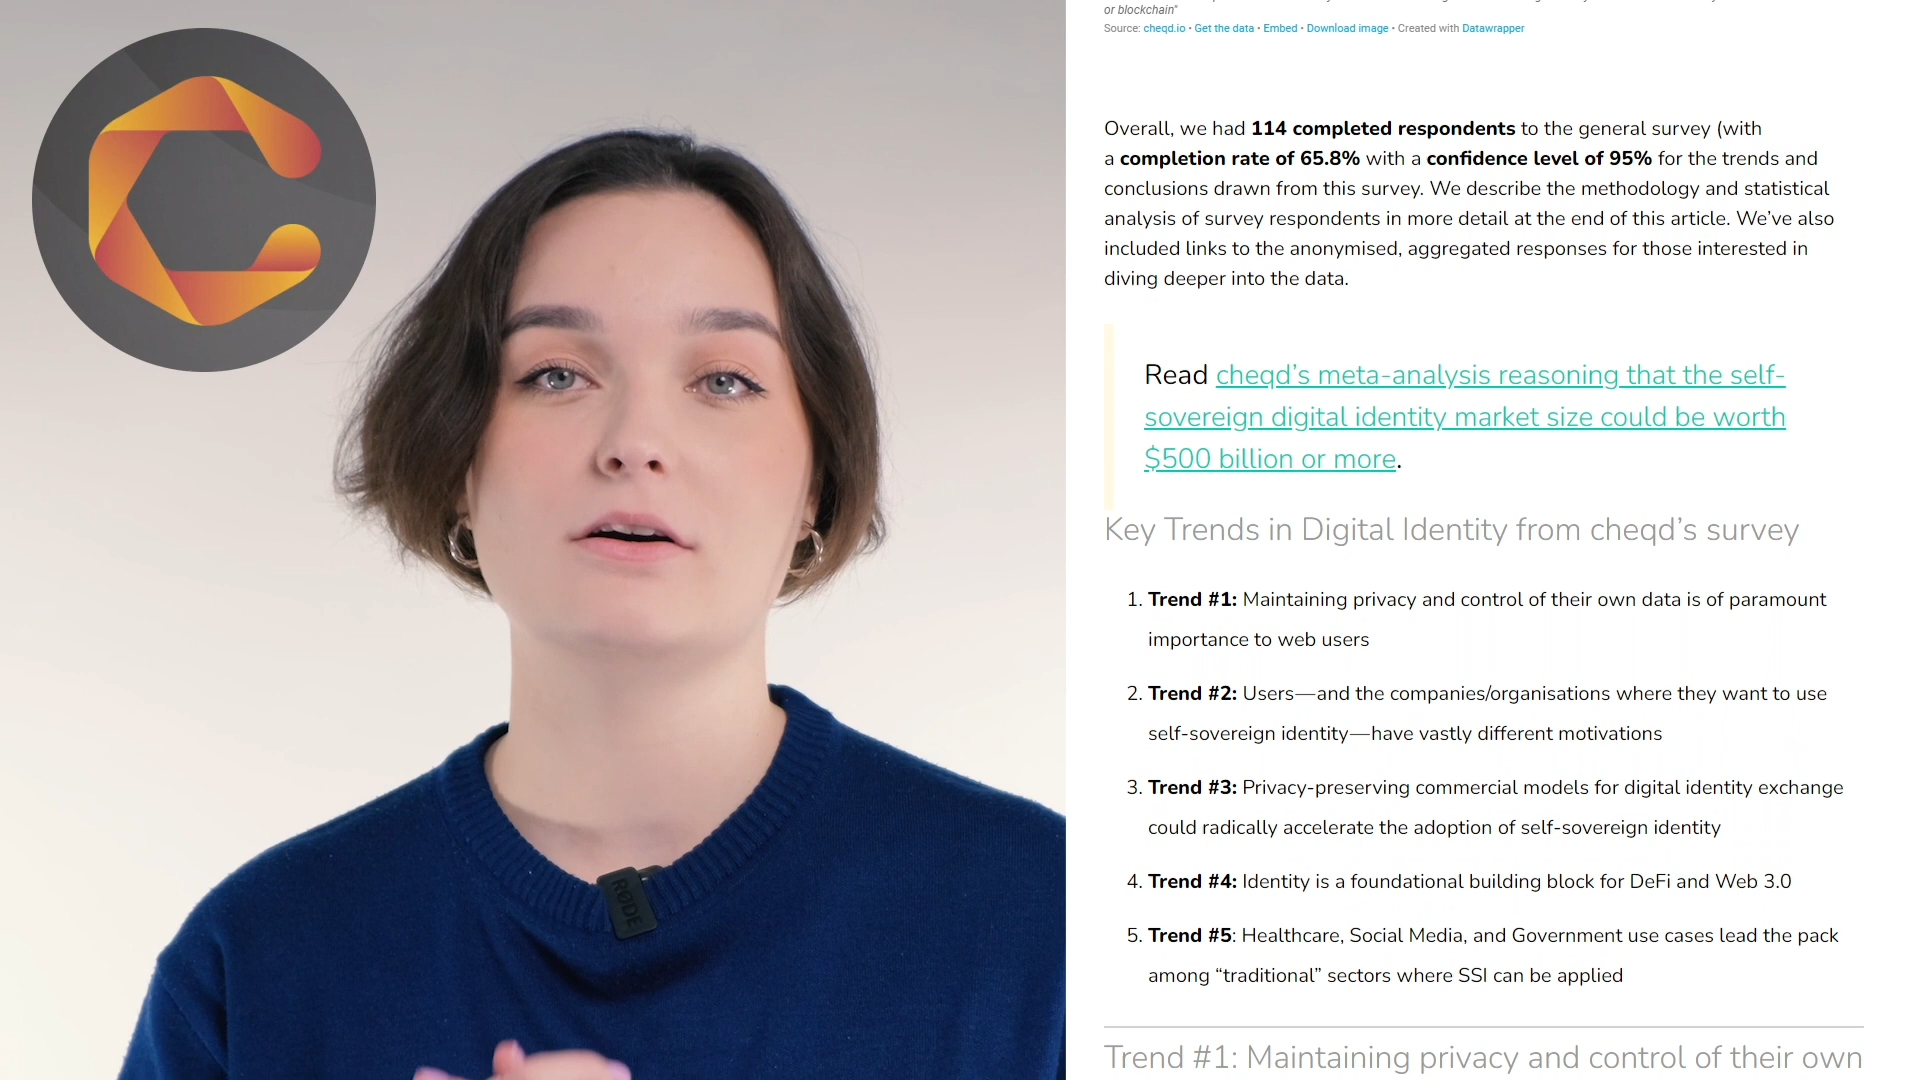 or blockchain"
Source: cheqd.io • Get the data • Embed • Download image • Created with Datawrapper
Overall, we had 114 completed respondents to the general survey (with
a completion rate of 65.8% with a confidence level of 95% for the trends and
conclusions drawn from this survey. We describe the methodology and statistical
analysis of survey respondents in more detail at the end of this article. We’ve also
included links to the anonymised, aggregated responses for those interested in
diving deeper into the data.
Read cheqd’s meta-analysis reasoning that the self-
sovereign digital identity market size could be worth
$500 billion or more.
Key Trends in Digital Identity from cheqd’s survey
1. Trend #1: Maintaining privacy and control of their own data is of paramount
importance to web users
2. Trend #2: Users—and the companies/organisations where they want to use
self-sovereign identity—have vastly different motivations
3. Trend #3: Privacy-preserving commercial models for digital identity exchange
could radically accelerate the adoption of self-sovereign identity
4. Trend #4: Identity is a foundational building block for DeFi and Web 3.0
5. Trend #5: Healthcare, Social Media, and Government use cases lead the pack
among “traditional” sectors where SSI can be applied
Trend #1: Maintaining privacy and control of their own
RØDE